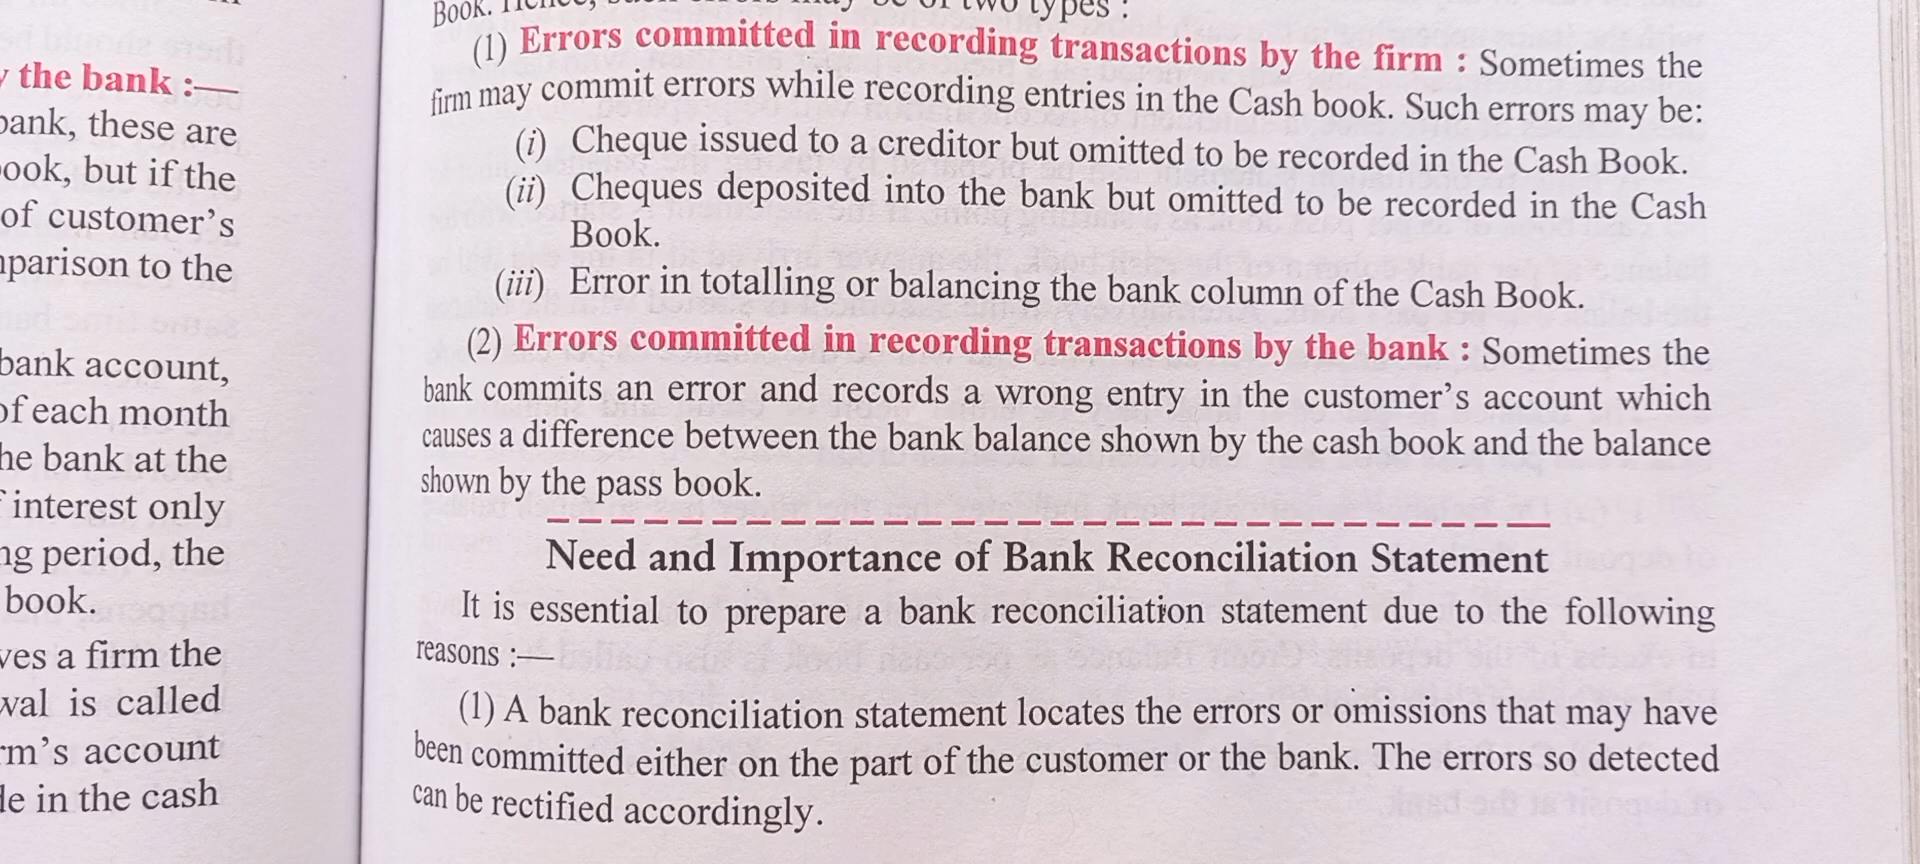 the bank :—
these are
but if the
of customer's
to the
bank account,
of each month
bank at the
interest only
period, the
book.
a firm the
is called
account
in the cash
Book.
types :
(1) Errors committed in recording transactions by the firm : Sometimes the
firm may commit errors while recording entries in the Cash book. Such errors may be:
(i) Cheque issued to a creditor but omitted to be recorded in the Cash Book.
(ii) Cheques deposited into the bank but omitted to be recorded in the Cash
Book.
(iii) Error in totalling or balancing the bank column of the Cash Book.
(2) Errors committed in recording transactions by the bank : Sometimes the
bank commits an error and records a wrong entry in the customer's account which
causes a difference between the bank balance shown by the cash book and the balance
shown by the pass book.
Need and Importance of Bank Reconciliation Statement
It is essential to prepare a bank reconciliation statement due to the following
reasons :—
(1) A bank reconciliation statement locates the errors or omissions that may have
been committed either on the part of the customer or the bank. The errors so detected
can be rectified accordingly.